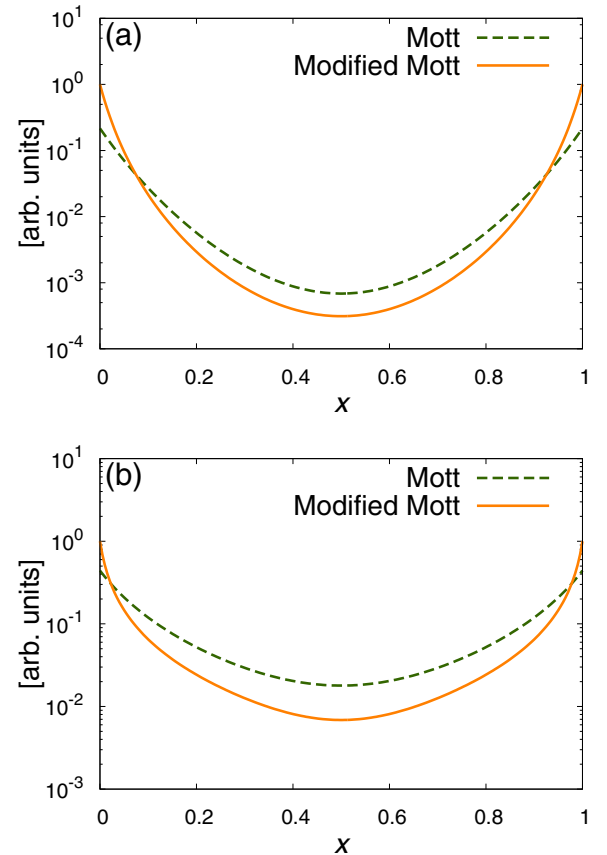 (a)
Mott
Modified Mott
[arb. units]
10^1
10^0
10^-1
10^-2
10^-3
10^-4
0 0.2 0.4 0.6 0.8 1
x
(b)
Mott
Modified Mott
[arb. units]
10^1
10^0
10^-1
10^-2
10^-3
0 0.2 0.4 0.6 0.8 1
x